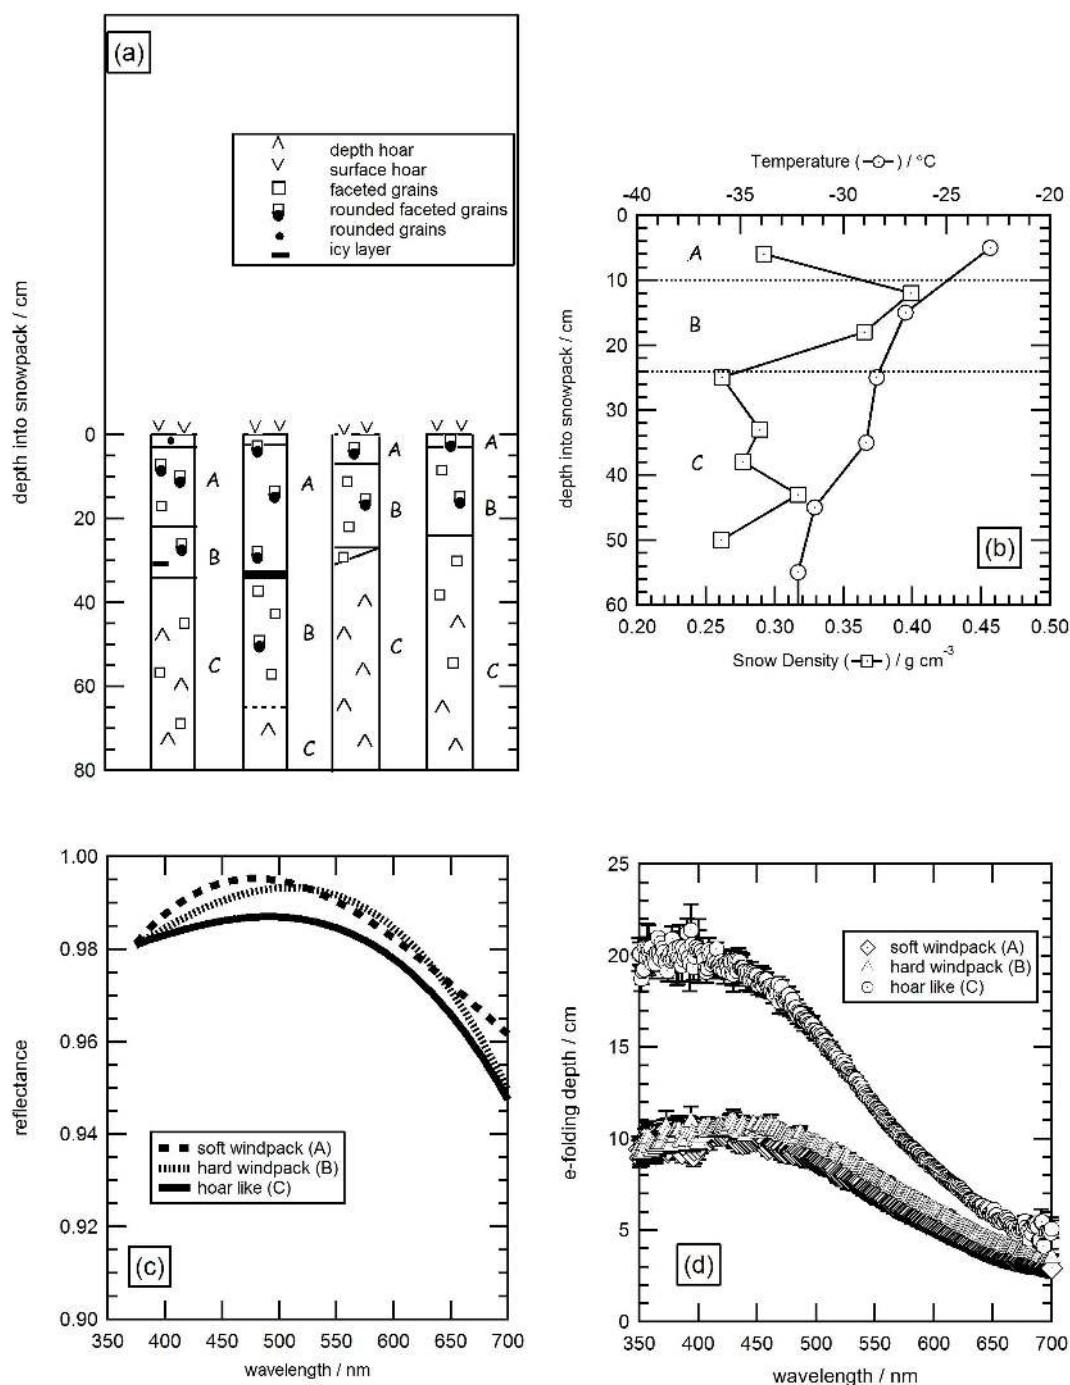 (a)
depth hoar
surface hoar
faceted grains
rounded faceted grains
rounded grains
icy layer
depth into snowpack / cm
0
20
40
60
80
A
B
C
A
B
C
A
B
C
A
B
C
Temperature ( ) / °C
-40 -35 -30 -25 -20
0
10
20
30
40
50
60
depth into snowpack / cm
A
B
C
(b)
0.20 0.25 0.30 0.35 0.40 0.45 0.50
Snow Density ( ) / g cm-3
1.00
0.98
0.96
0.94
0.92
0.90
reflectance
soft windpack (A)
hard windpack (B)
hoar like (C)
(c)
350 400 450 500 550 600 650 700
wavelength / nm
25
20
15
10
5
0
e-folding depth / cm
soft windpack (A)
hard windpack (B)
hoar like (C)
(d)
350 400 450 500 550 600 650 700
wavelength / nm